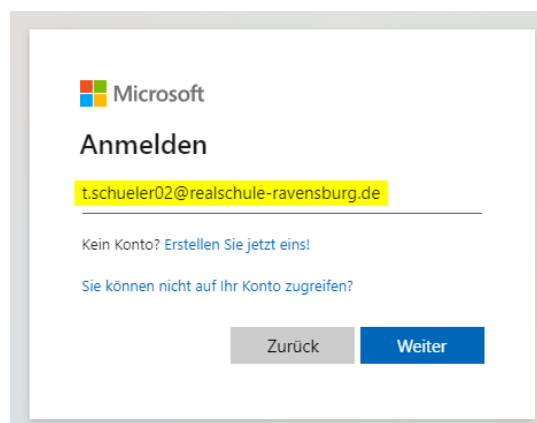 Microsoft
Anmelden
t.schueler02@realschule-ravensburg.de
Kein Konto? Erstellen Sie jetzt eins!
Sie können nicht auf Ihr Konto zugreifen?
Zurück Weiter